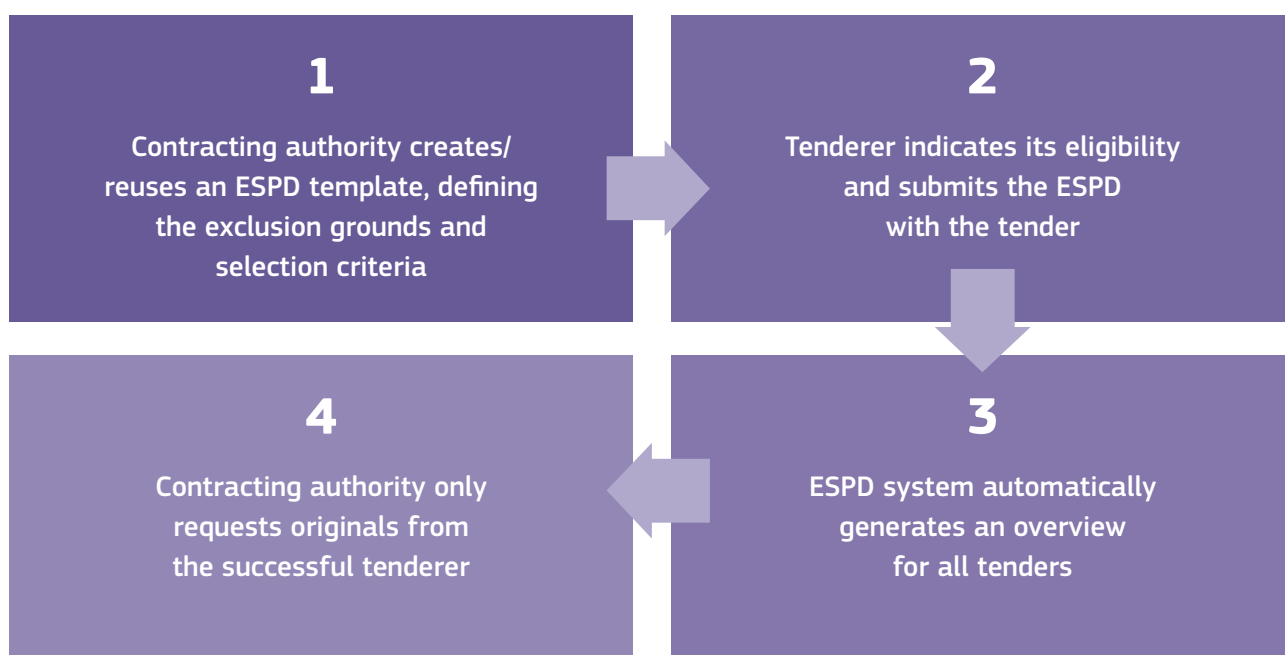 1
Contracting authority creates/
reuses an ESPD template, defining
the exclusion grounds and
selection criteria
2
Tenderer indicates its eligibility
and submits the ESPD
with the tender
3
ESPD system automatically
generates an overview
for all tenders
4
Contracting authority only
requests originals from
the successful tenderer